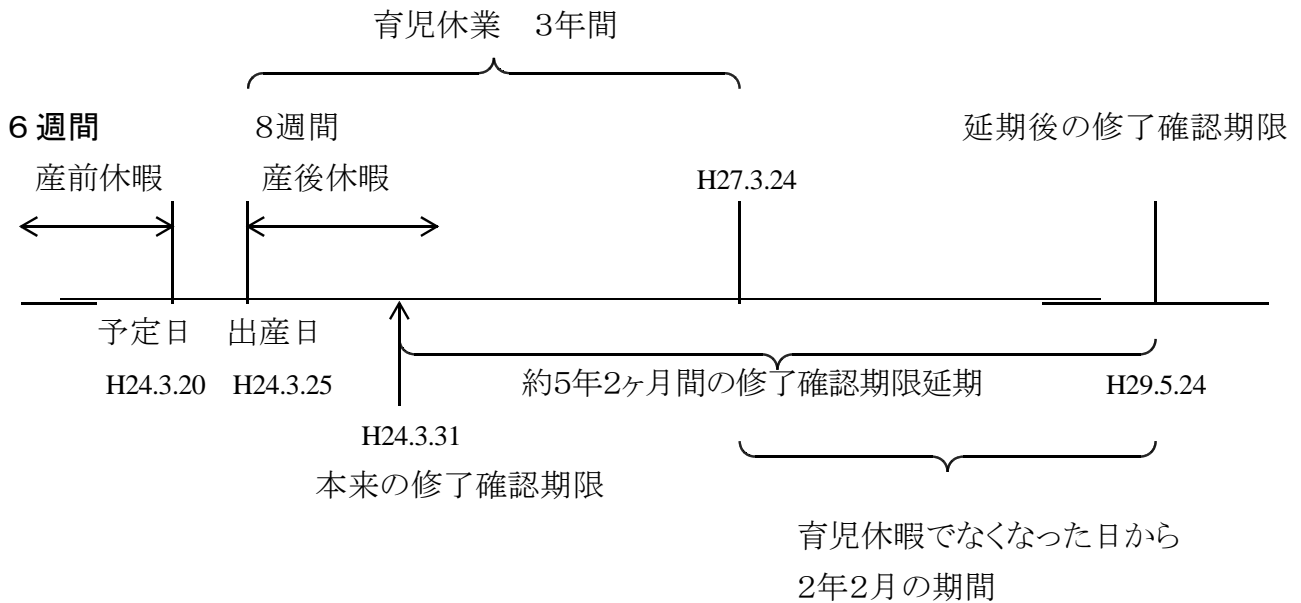 育児休業　3年間
6週間
産前休暇
8週間
産後休暇
H27.3.24
延期後の修了確認期限
予定日
H24.3.20
出産日
H24.3.25
約5年2ヶ月間の修了確認期限延期
H29.5.24
H24.3.31
本来の修了確認期限
育児休暇でなくなった日から
2年2月の期間